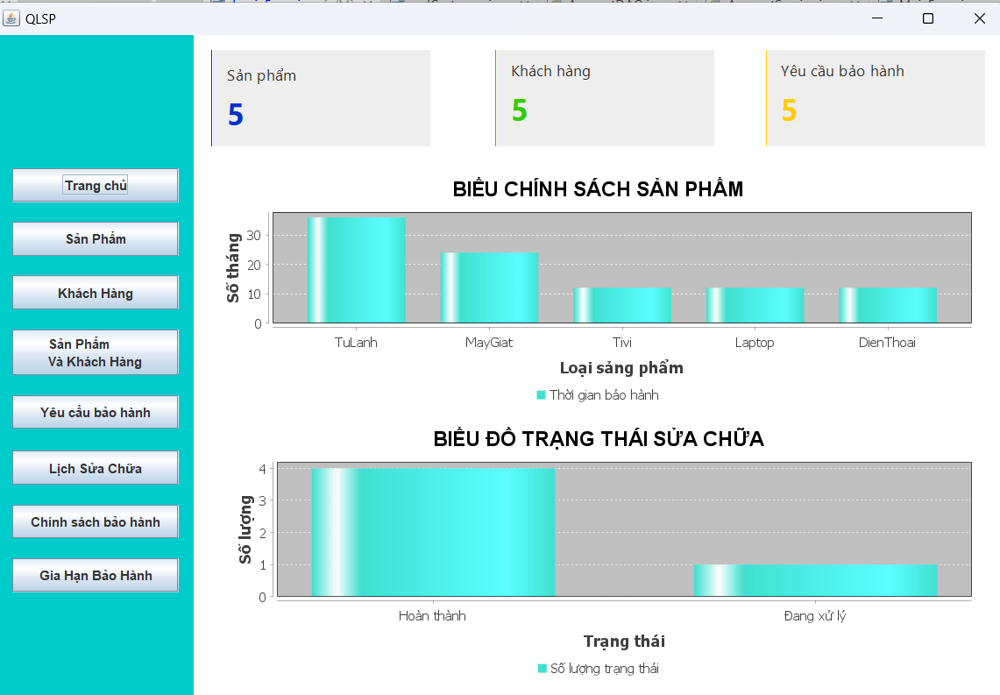 QLSP
Sản phẩm
5
Khách hàng
5
Yêu cầu bảo hành
5
Trang chủ
Sản Phẩm
Khách Hàng
Sản Phẩm
Và Khách Hàng
Yêu cầu bảo hành
Lịch Sửa Chữa
Chính sách bảo hành
Gia Hạn Bảo Hành
BIỂU CHÍNH SÁCH SẢN PHẨM
Số tháng
30
20
10
0
TuLanh MayGiat Tivi Laptop DienThoai
Loại sảng phẩm
Thời gian bảo hành
BIỂU ĐỒ TRẠNG THÁI SỬA CHỮA
Số lượng
4
3
2
1
0
Hoàn thành Đang xử lý
Trạng thái
Số lượng trạng thái